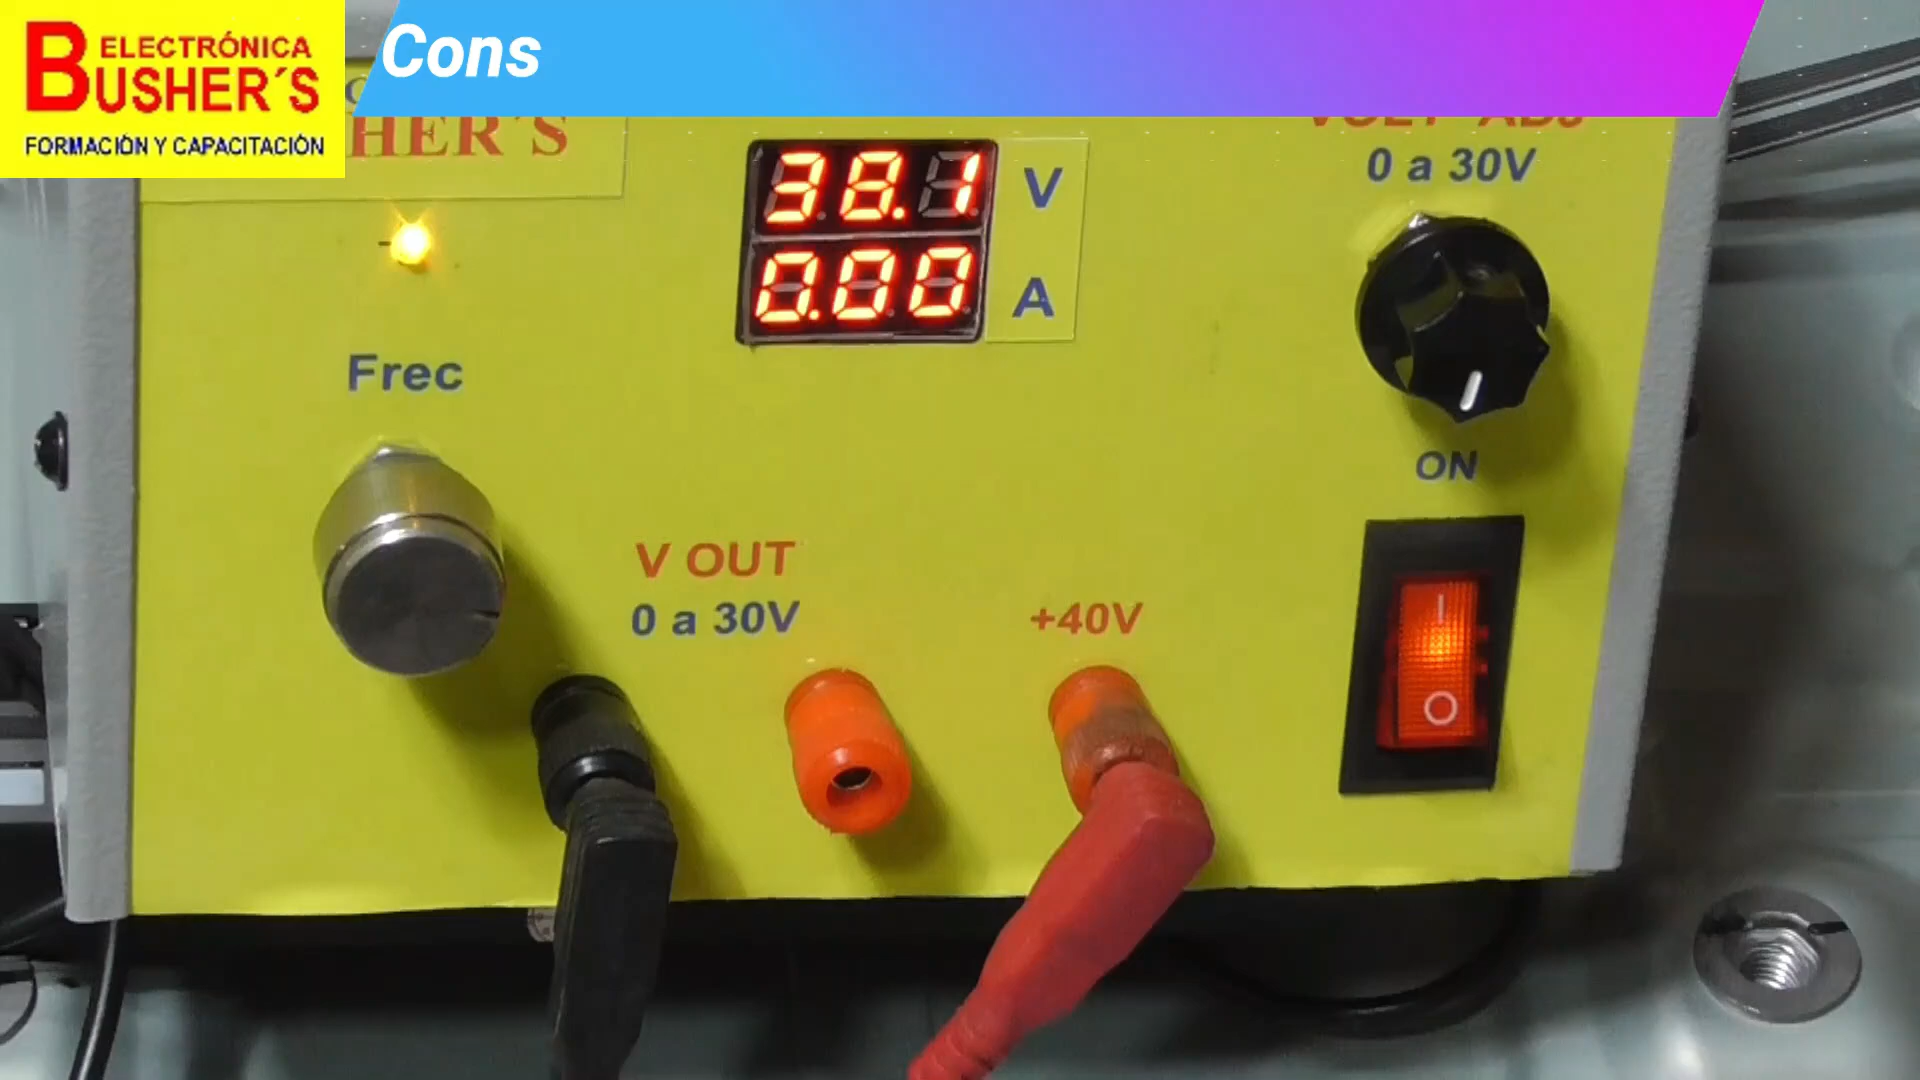 ELECTRÓNICA
BUSHER´S
FORMACIÓN Y CAPACITACIÓN
Cons
HER´S
0 a 30V
38.1 V
0.00 A
Frec
ON
V OUT
0 a 30V
+40V
I
O